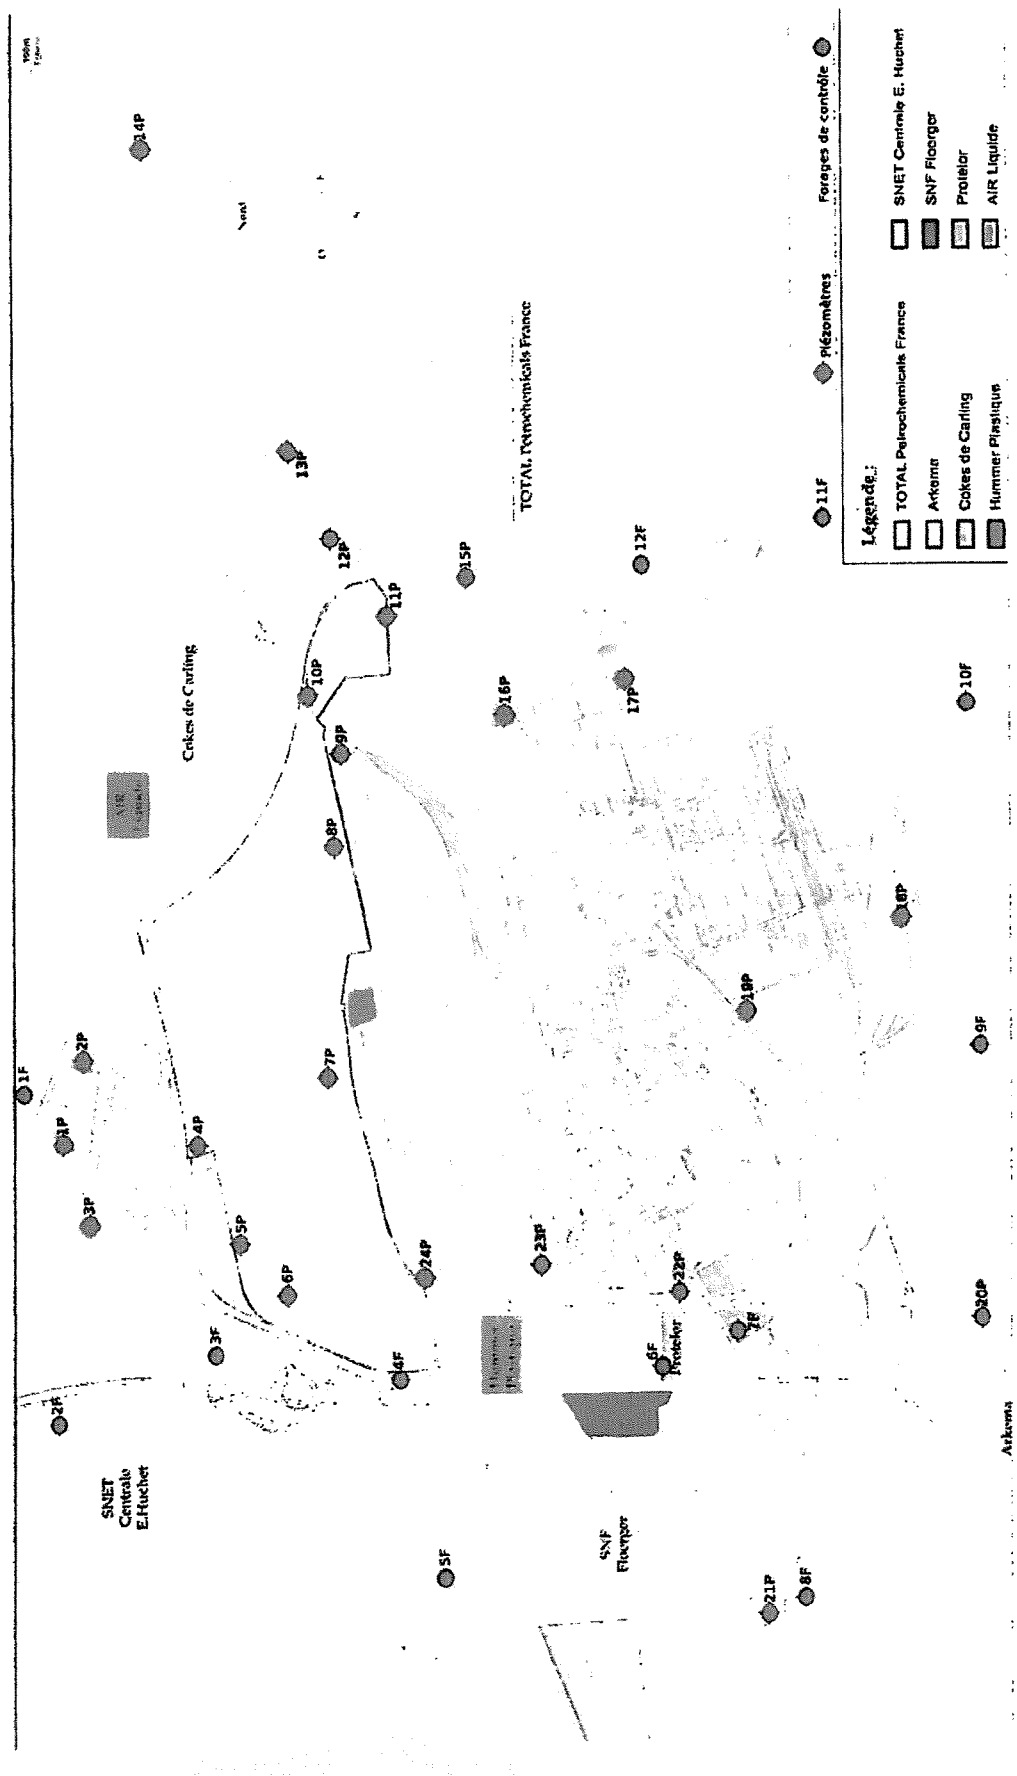 100m
1F
2F
1P
2P
3P
SNET
Centrale
E.Huchet
14P
Cokes de Carling
4P
3F
Nord
5P
6P
13P
10P
7P
8P
9P
12P
11P
4F
24P
5F
15P
16P
TOTAL Petrochemicals France
23P
SNF
Floerger
17P
12F
6F
Protelor
22P
7F
19P
21P
8F
11F
18P
10F
9F
20P
Arkema
Piézomètres Forages de contrôle
Légende :
TOTAL Petrochemicals France SNET Centrale E. Huchet
Arkema SNF Floerger
Cokes de Carling Protelor
Hummer Plastique AIR Liquide